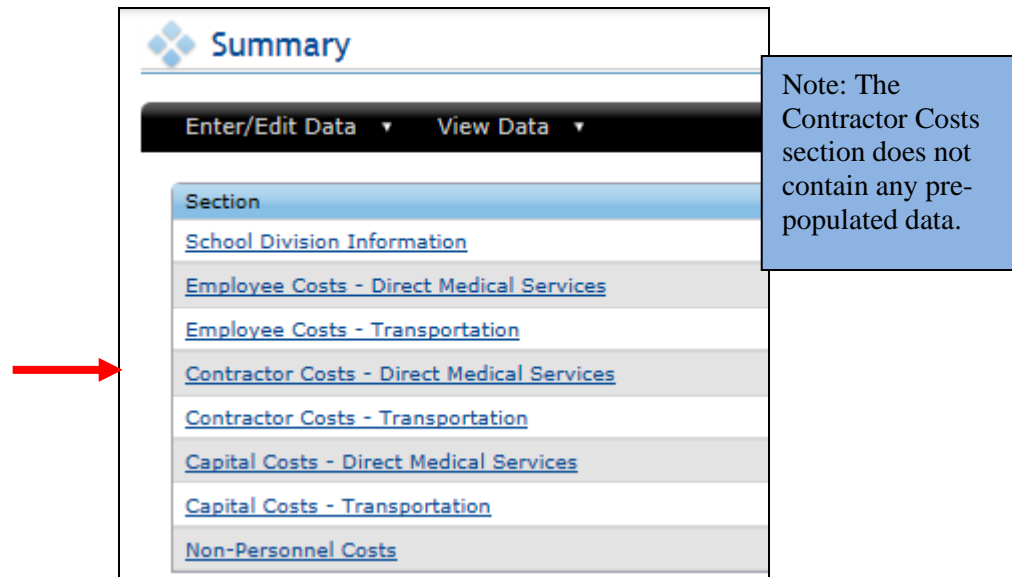 Summary
Enter/Edit Data ▼ View Data ▼
Note: The
Contractor Costs
section does not
contain any pre-
populated data.
Section
School Division Information
Employee Costs - Direct Medical Services
Employee Costs - Transportation
Contractor Costs - Direct Medical Services
Contractor Costs - Transportation
Capital Costs - Direct Medical Services
Capital Costs - Transportation
Non-Personnel Costs